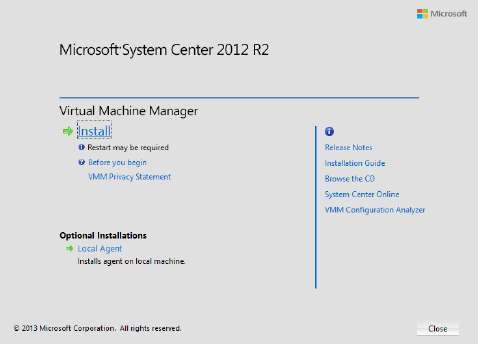 Microsoft
Microsoft System Center 2012 R2
Virtual Machine Manager
Install
Restart may be required
Before you begin
VMM Privacy Statement
Release Notes
Installation Guide
Browse the CD
System Center Online
VMM Configuration Analyzer
Optional Installations
Local Agent
Installs agent on local machine.
© 2013 Microsoft Corporation. All rights reserved.
Close